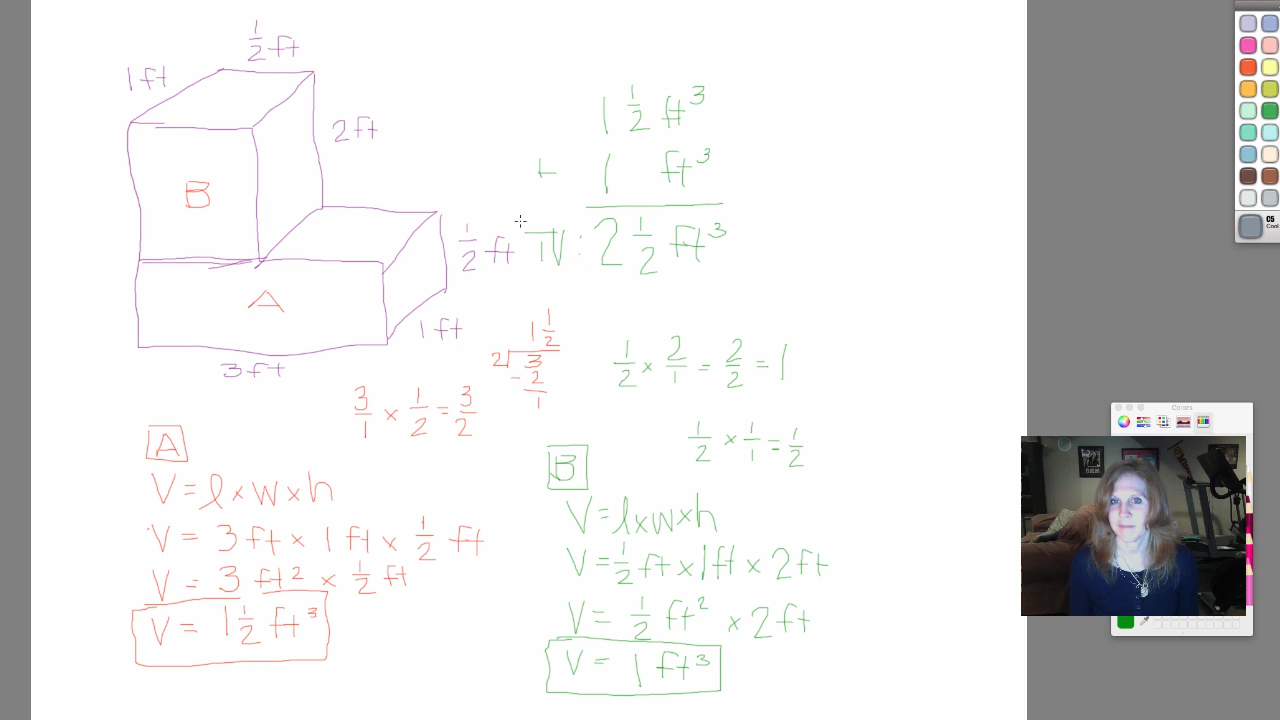 1/2 ft
1 ft
2 ft
B
1/2 ft
A
1 ft
3 ft
1 1/2 ft³
+ 1 ft³
TV: 2 1/2 ft³
3/1 × 1/2 = 3/2
1 1/2
2 3
- 2
1
1/2 × 2/1 = 2/2 = 1
1/2 × 1/1 = 1/2
A
V = l × w × h
V = 3 ft × 1 ft × 1/2 ft
V = 3 ft² × 1/2 ft
V = 1 1/2 ft³
B
V = l × w × h
V = 1/2 ft × 1 ft × 2 ft
V = 1/2 ft² × 2 ft
V = 1 ft³
CS
Cool
Colors